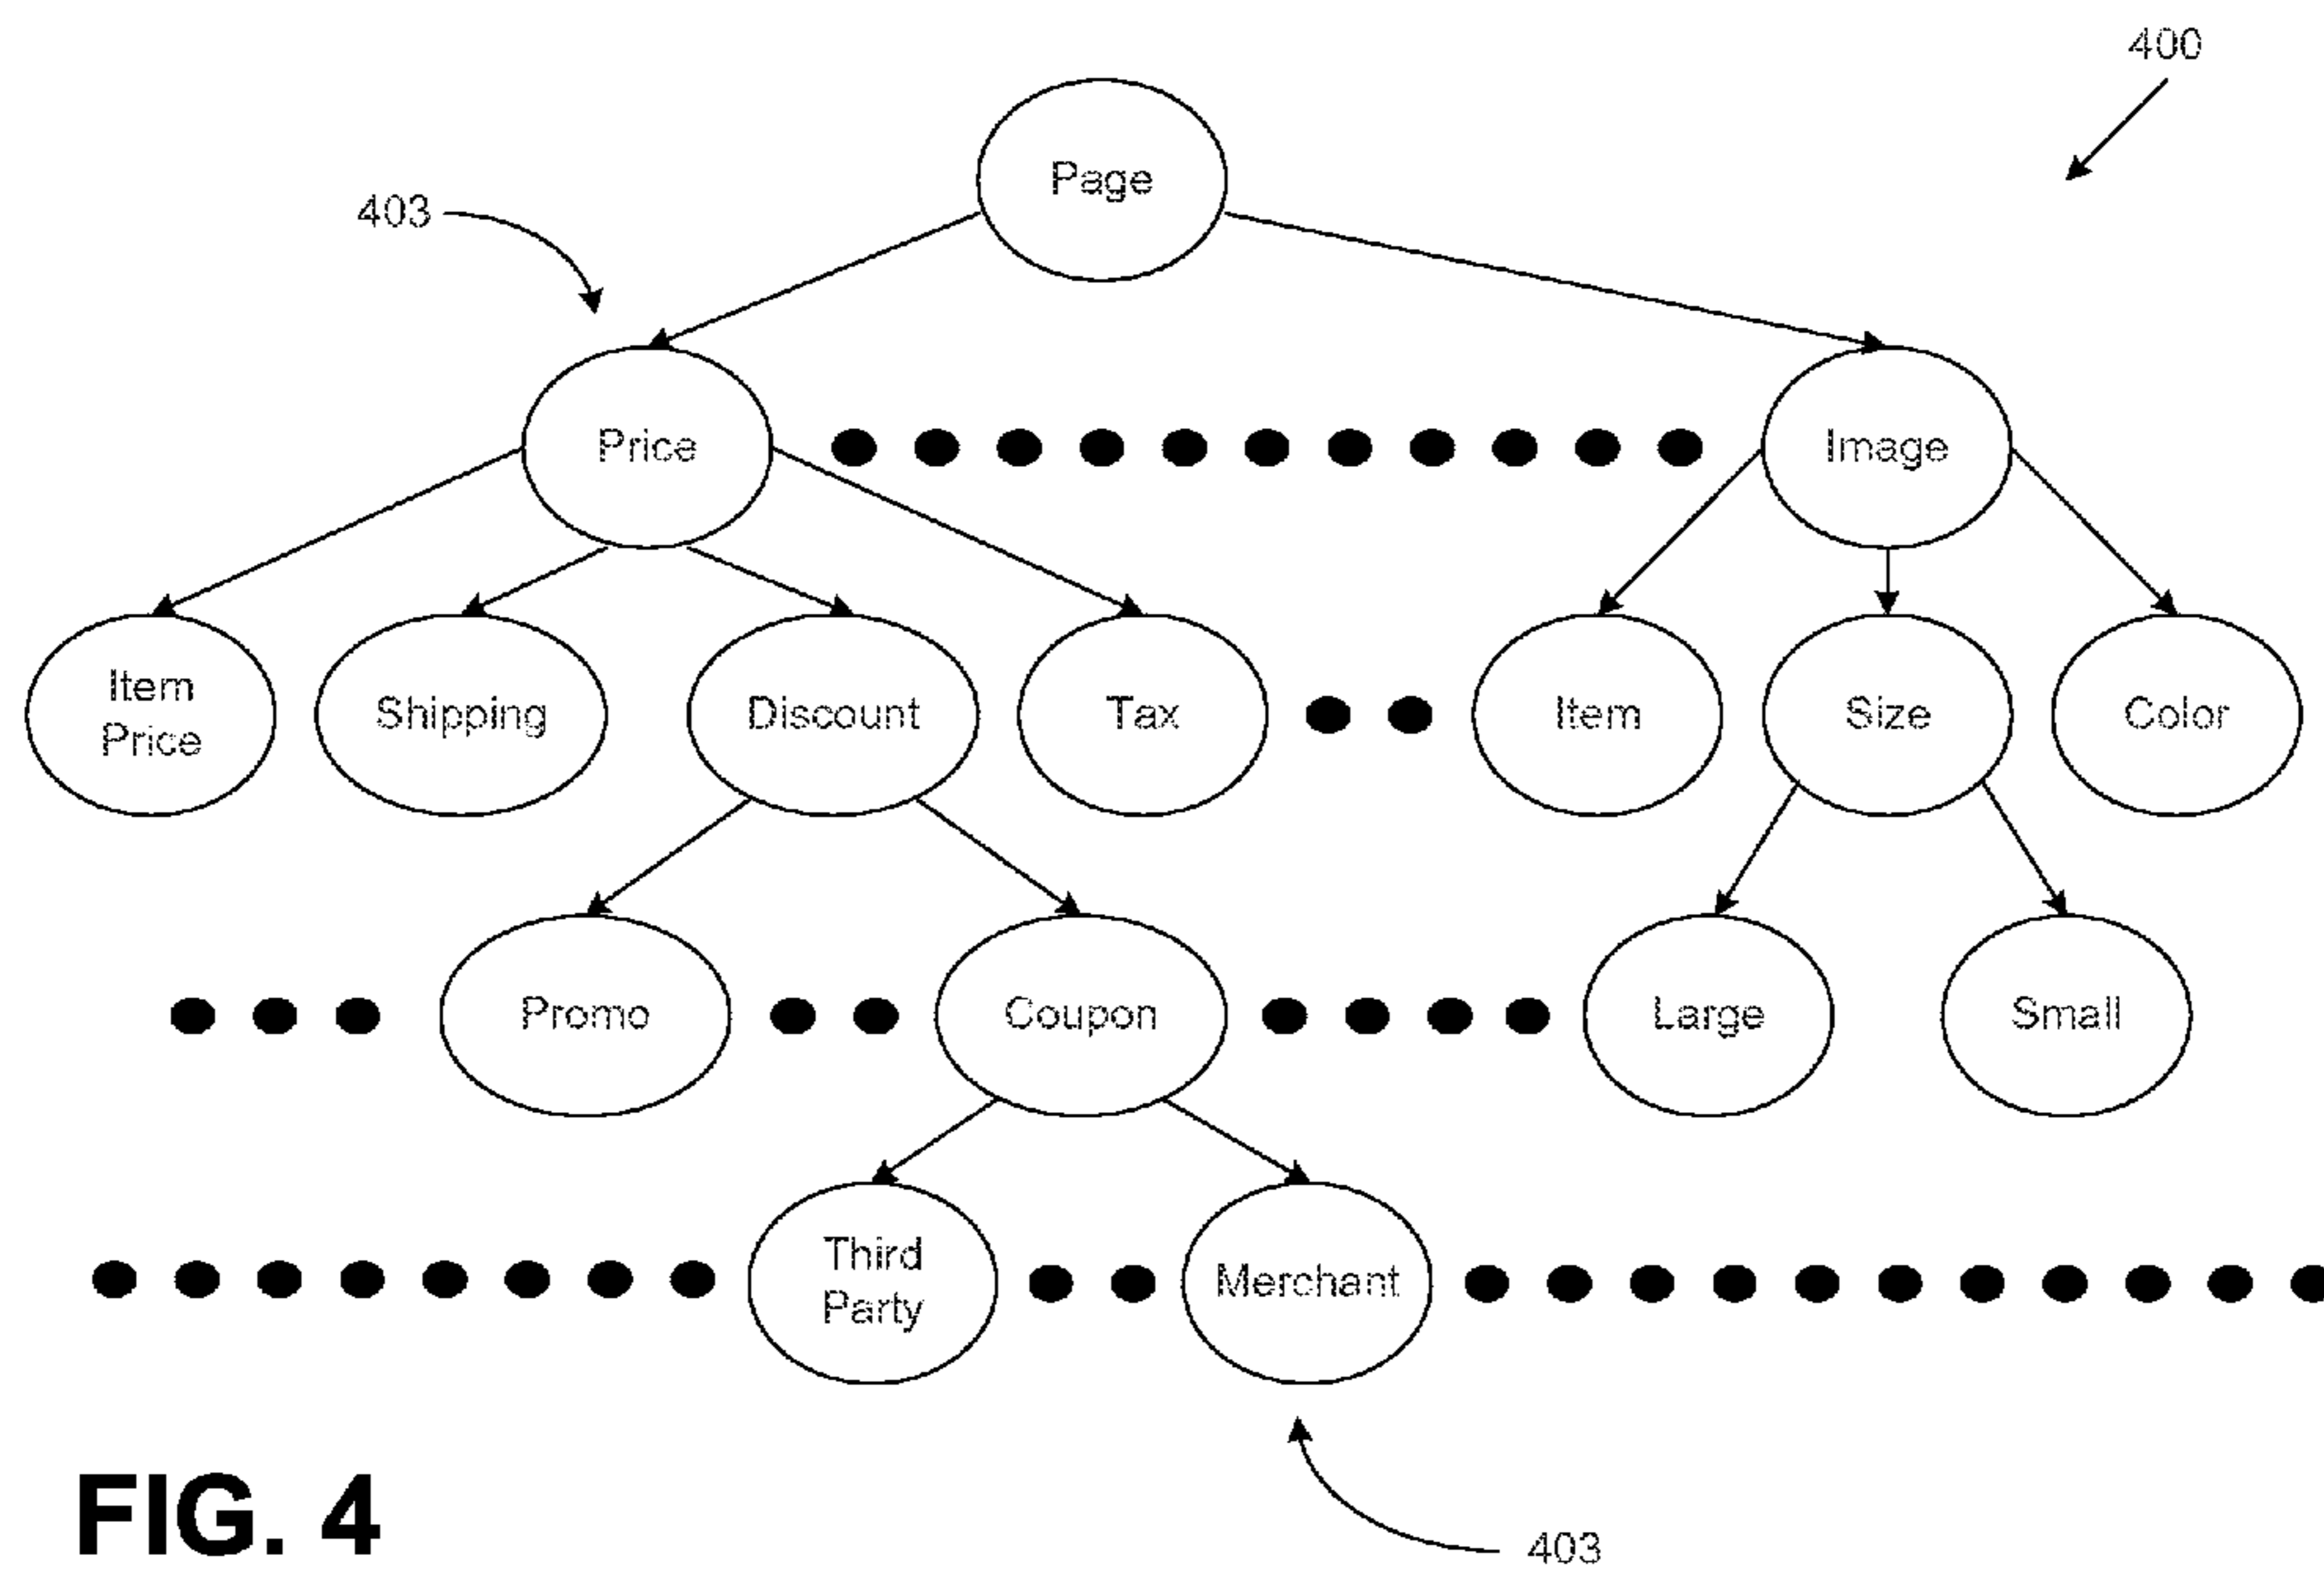 400
Page
403
Price
Image
Item
Price
Shipping
Discount
Tax
Item
Size
Color
Promo
Coupon
Large
Small
Third
Party
Merchant
FIG. 4
403